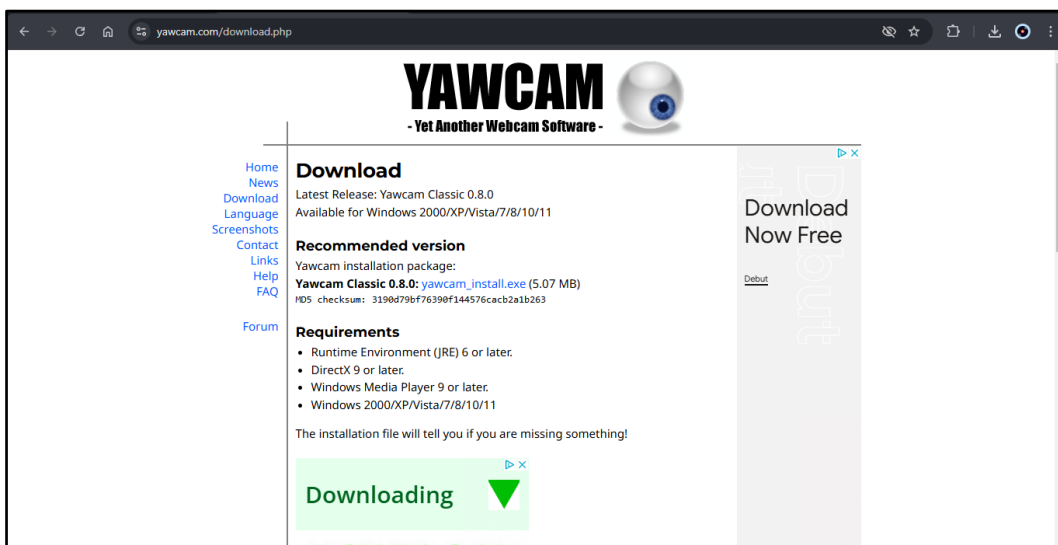 yawcam.com/download.php
YAWCAM
- Yet Another Webcam Software -
Home
News
Download
Language
Screenshots
Contact
Links
Help
FAQ
Forum
Download
Latest Release: Yawcam Classic 0.8.0
Available for Windows 2000/XP/Vista/7/8/10/11
Recommended version
Yawcam installation package:
Yawcam Classic 0.8.0: yawcam_install.exe (5.07 MB)
MD5 checksum: 3190d79bf76390f144576cacb2a1b263
Requirements
• Runtime Environment (JRE) 6 or later.
• DirectX 9 or later.
• Windows Media Player 9 or later.
• Windows 2000/XP/Vista/7/8/10/11
The installation file will tell you if you are missing something!
Downloading
Download
Now Free
Debut
Debut